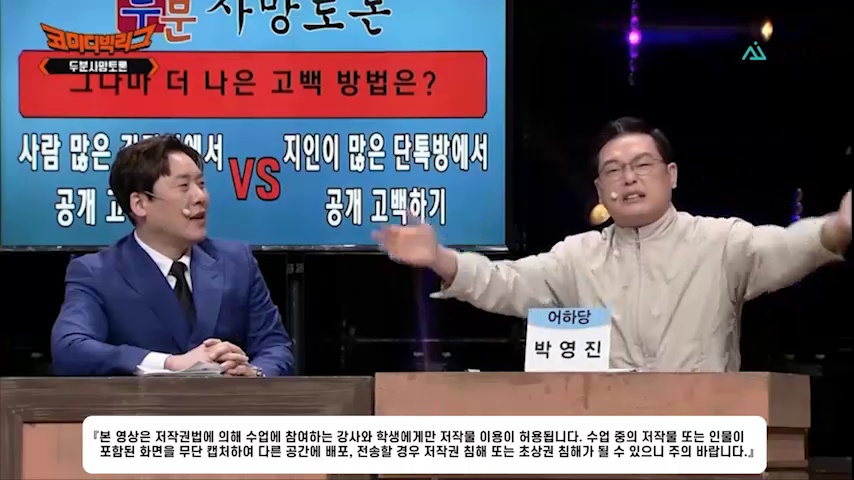 코미디빅리그
두분사망토론
두분 사망토론
그나마 더 나은 고백 방법은?
사람 많은
에서
공개 고
VS
지인이 많은 단톡방에서
공개 고백하기
어하당
박영진
『본 영상은 저작권법에 의해 수업에 참여하는 강사와 학생에게만 저작물 이용이 허용됩니다. 수업 중의 저작물 또는 인물이
포함된 화면을 무단 캡처하여 다른 공간에 배포, 전송할 경우 저작권 침해 또는 초상권 침해가 될 수 있으니 주의 바랍니다.』